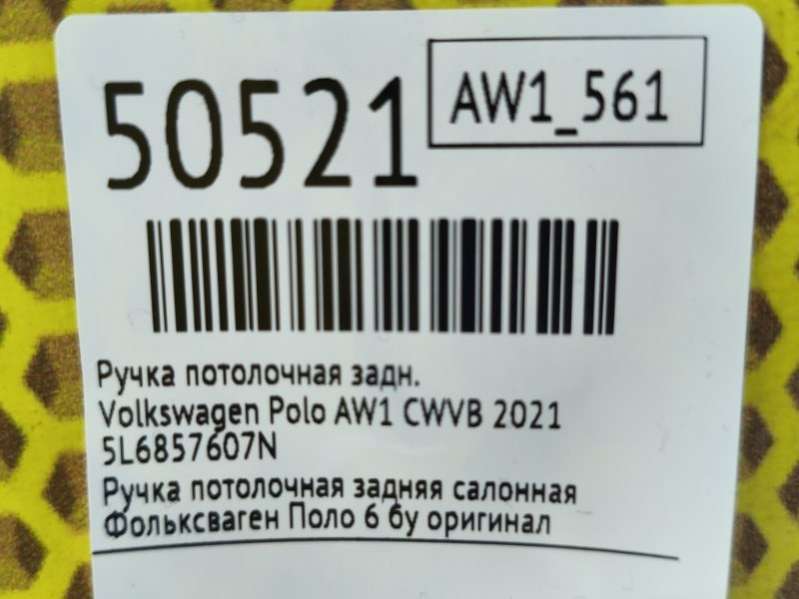 50521
AW1_561
Ручка потолочная задн.
Volkswagen Polo AW1 CWVB 2021
5L6857607N
Ручка потолочная задняя салонная
Фольксваген Поло 6 бу оригинал